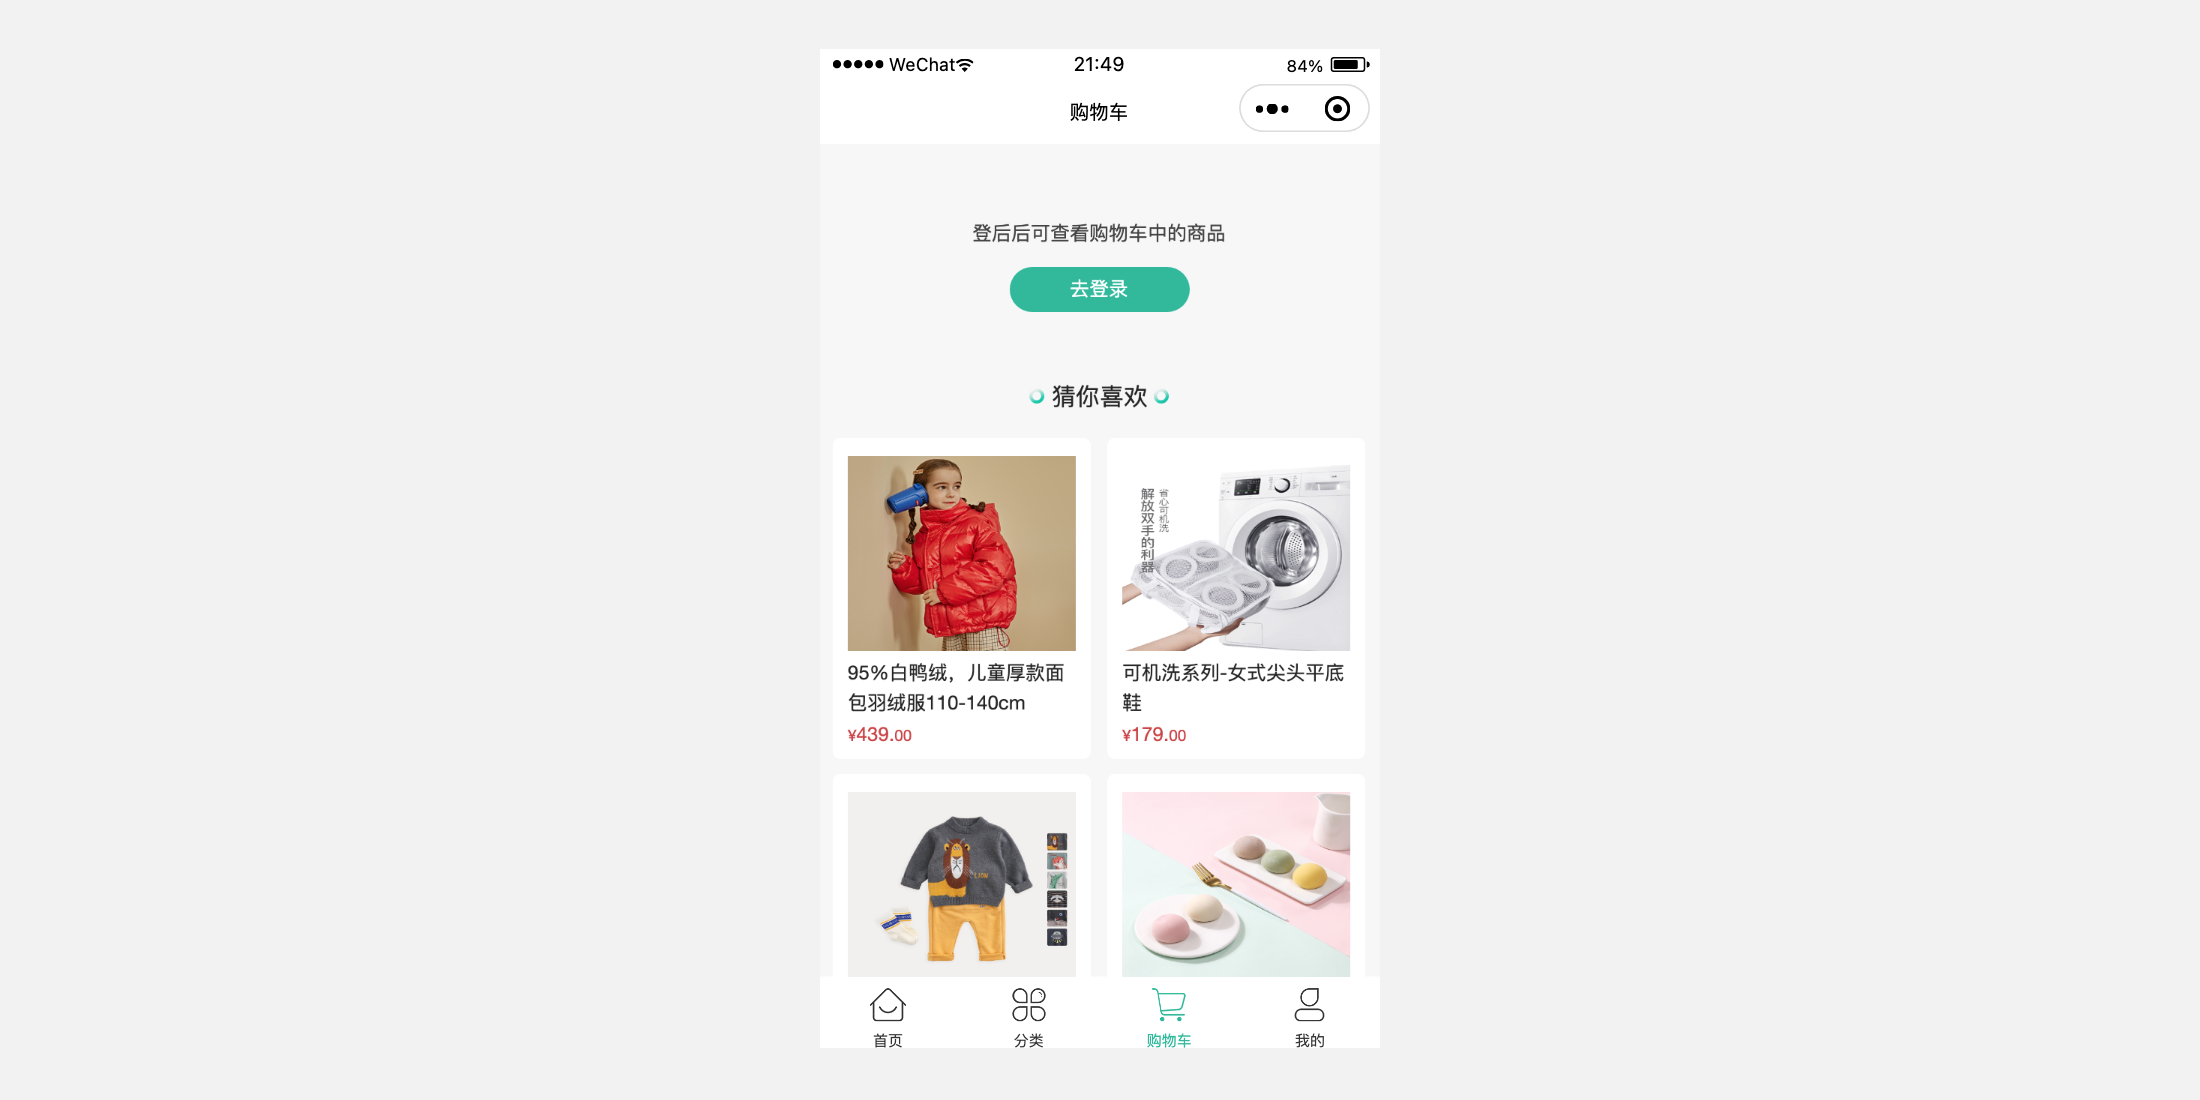 WeChat
21:49
84%
购物车
登后后可查看购物车中的商品
去登录
猜你喜欢
解放双手的利器
省心可机洗
95%白鸭绒，儿童厚款面
包羽绒服110-140cm
¥439.00
可机洗系列-女式尖头平底
鞋
¥179.00
LION
首页
分类
购物车
我的